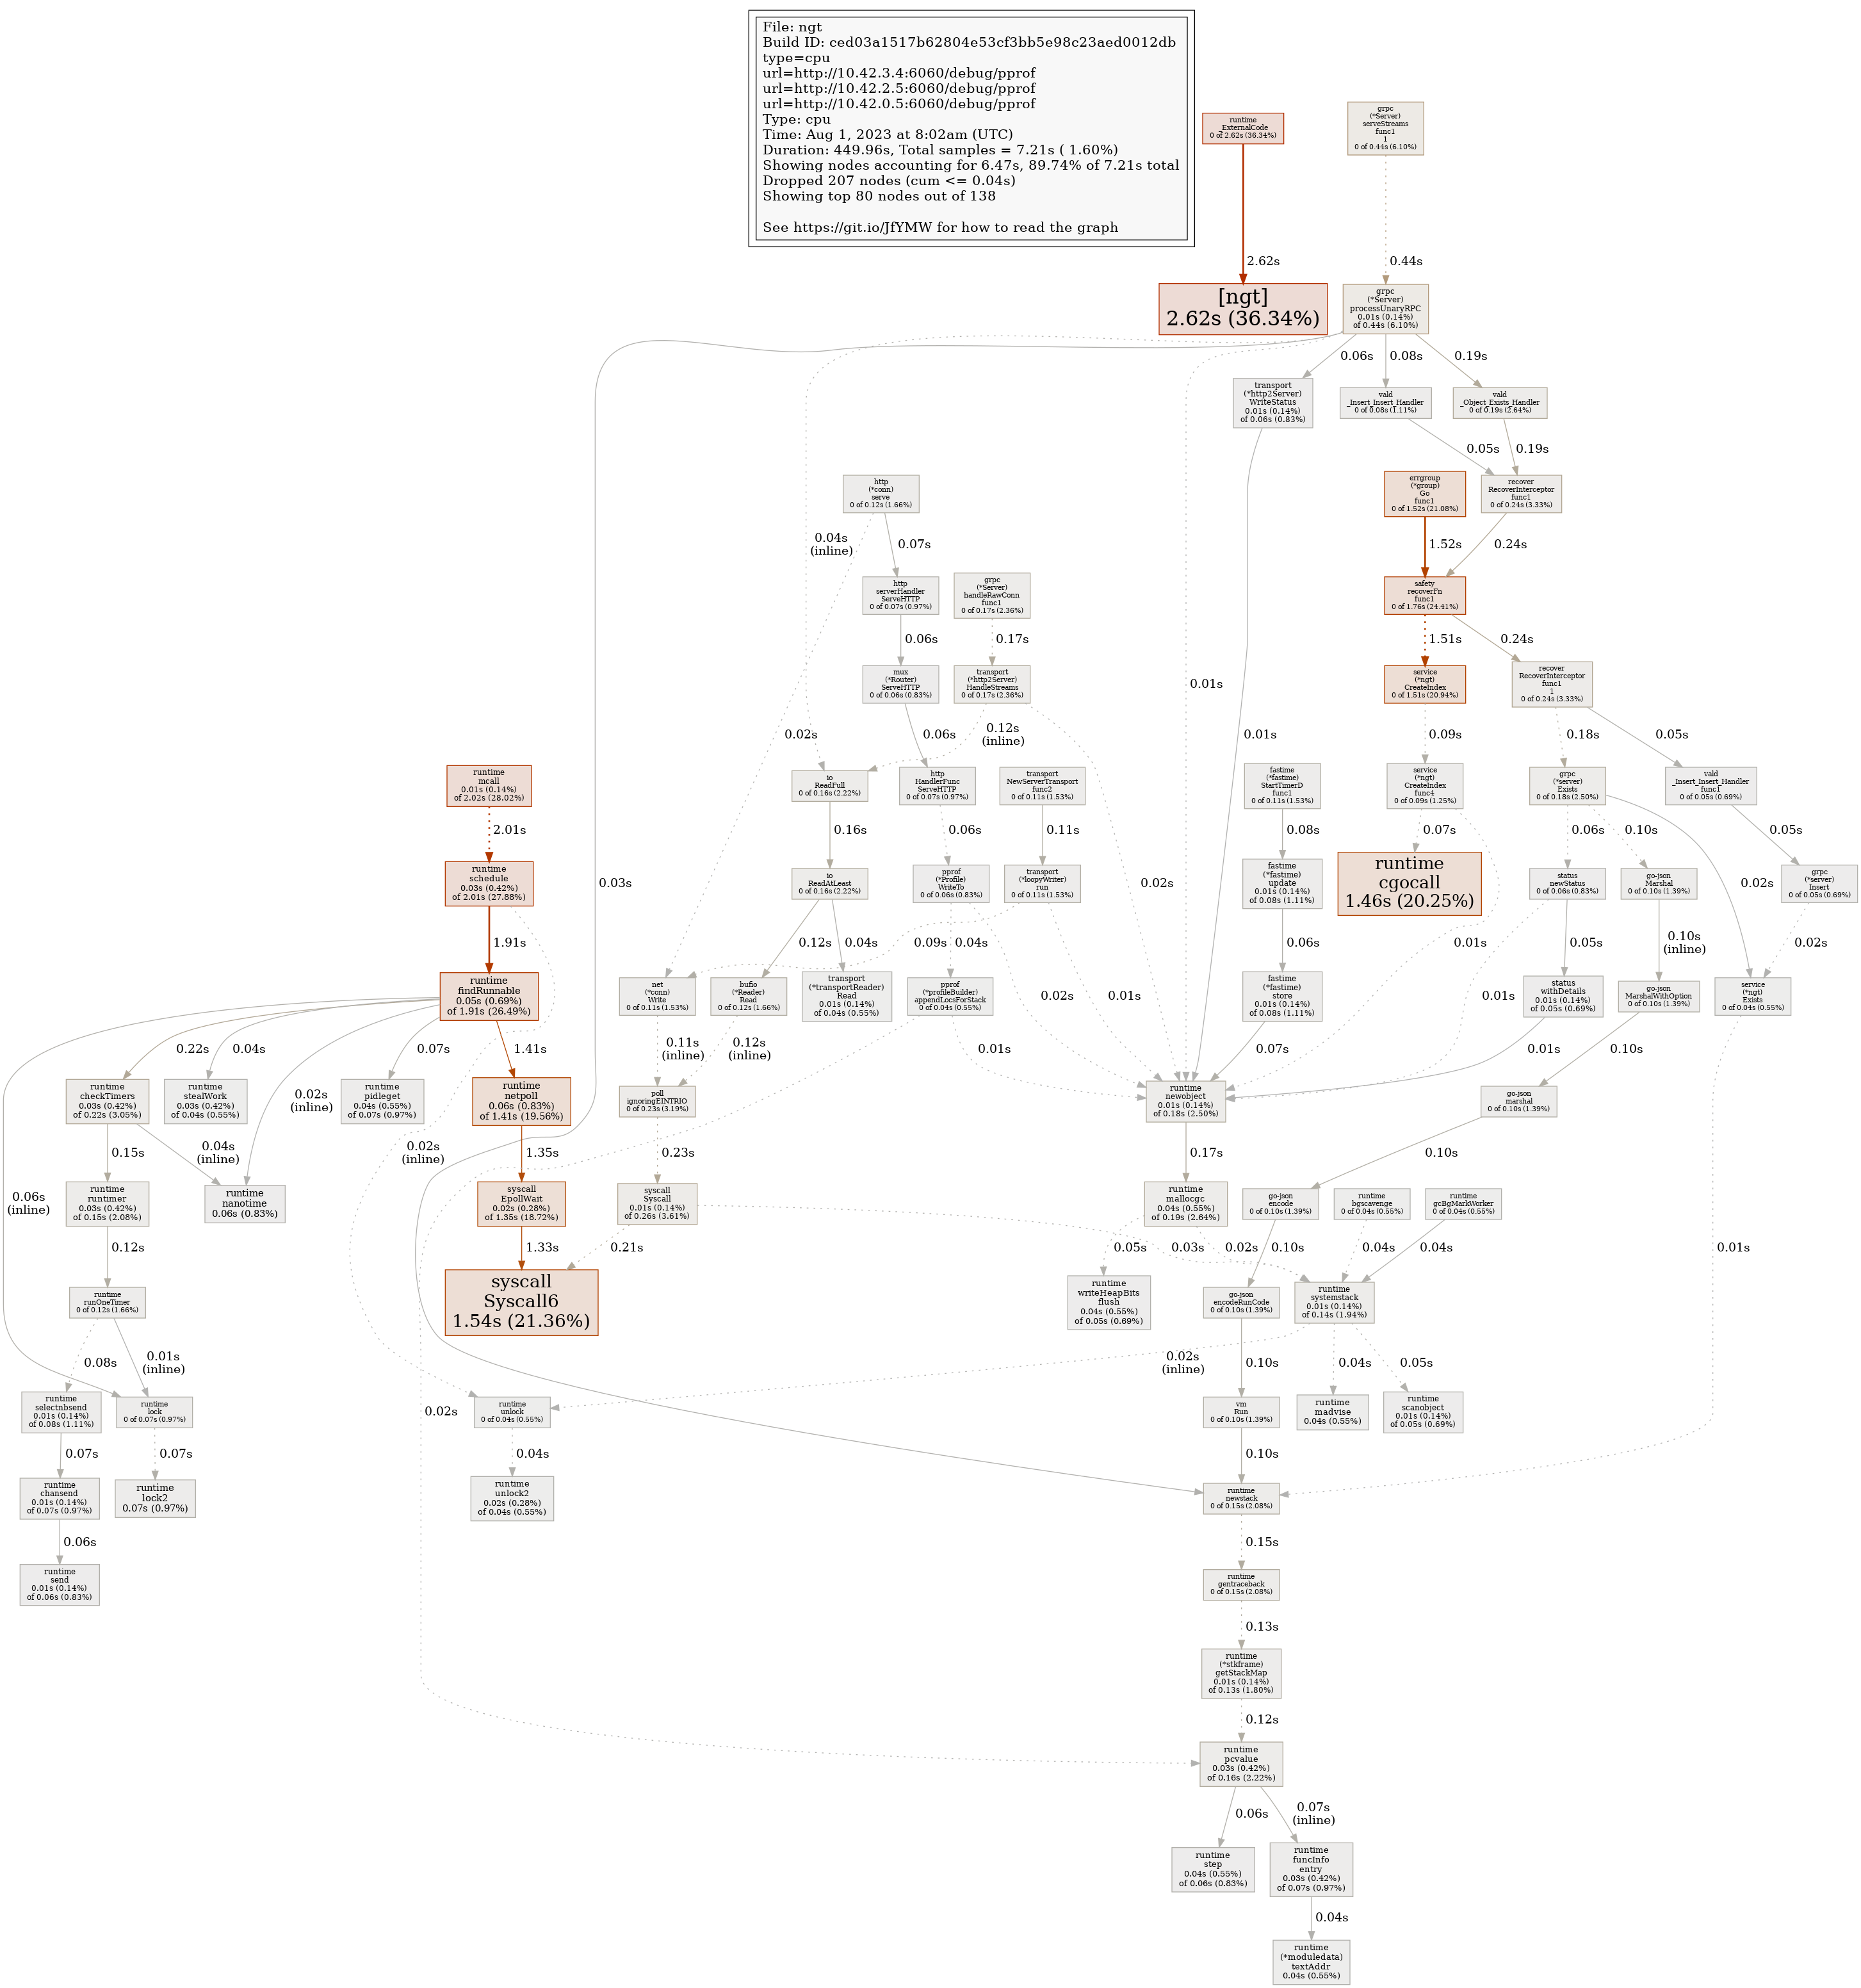 File: ngt
Build ID: ced03a1517b62804e53cf3bb5e98c23aed0012db
type=cpu
url=http://10.42.3.4:6060/debug/pprof
url=http://10.42.2.5:6060/debug/pprof
url=http://10.42.0.5:6060/debug/pprof
Type: cpu
Time: Aug 1, 2023 at 8:02am (UTC)
Duration: 449.96s, Total samples = 7.21s ( 1.60%)
Showing nodes accounting for 6.47s, 89.74% of 7.21s total
Dropped 207 nodes (cum <= 0.04s)
Showing top 80 nodes out of 138
See https://git.io/JfYMW for how to read the graph
runtime
_ExternalCode
0 of 2.62s (36.34%)
grpc
(*Server)
serveStreams
func1
1
0 of 0.44s (6.10%)
2.62s
0.44s
[ngt]
2.62s (36.34%)
grpc
(*Server)
processUnaryRPC
0.01s (0.14%)
of 0.44s (6.10%)
0.06s
0.08s
0.19s
transport
(*http2Server)
WriteStatus
0.01s (0.14%)
of 0.06s (0.83%)
vald
_Insert_Insert_Handler
0 of 0.08s (1.11%)
vald
_Object_Exists_Handler
0 of 0.19s (2.64%)
0.05s
0.19s
http
(*conn)
serve
0 of 0.12s (1.66%)
errgroup
(*group)
Go
func1
0 of 1.52s (21.08%)
recover
RecoverInterceptor
func1
0 of 0.24s (3.33%)
0.04s
(inline)
0.07s
1.52s
0.24s
http
serverHandler
ServeHTTP
0 of 0.07s (0.97%)
grpc
(*Server)
handleRawConn
func1
0 of 0.17s (2.36%)
safety
recoverFn
func1
0 of 1.76s (24.41%)
0.06s
0.17s
1.51s
0.24s
mux
(*Router)
ServeHTTP
0 of 0.06s (0.83%)
transport
(*http2Server)
HandleStreams
0 of 0.17s (2.36%)
0.01s
service
(*ngt)
CreateIndex
0 of 1.51s (20.94%)
recover
RecoverInterceptor
func1
1
0 of 0.24s (3.33%)
0.02s
0.06s
0.12s
(inline)
0.01s
0.09s
0.18s
0.05s
runtime
mcall
0.01s (0.14%)
of 2.02s (28.02%)
io
ReadFull
0 of 0.16s (2.22%)
http
HandlerFunc
ServeHTTP
0 of 0.07s (0.97%)
transport
NewServerTransport
func2
0 of 0.11s (1.53%)
fastime
(*fastime)
StartTimerD
func1
0 of 0.11s (1.53%)
service
(*ngt)
CreateIndex
func4
0 of 0.09s (1.25%)
grpc
(*server)
Exists
0 of 0.18s (2.50%)
vald
_Insert_Insert_Handler
func1
0 of 0.05s (0.69%)
2.01s
0.16s
0.06s
0.11s
0.08s
0.07s
0.06s
0.10s
0.05s
runtime
schedule
0.03s (0.42%)
of 2.01s (27.88%)
0.03s
io
ReadAtLeast
0 of 0.16s (2.22%)
pprof
(*Profile)
WriteTo
0 of 0.06s (0.83%)
transport
(*loopyWriter)
run
0 of 0.11s (1.53%)
0.02s
fastime
(*fastime)
update
0.01s (0.14%)
of 0.08s (1.11%)
runtime
cgocall
1.46s (20.25%)
status
newStatus
0 of 0.06s (0.83%)
go-json
Marshal
0 of 0.10s (1.39%)
0.02s
grpc
(*server)
Insert
0 of 0.05s (0.69%)
1.91s
0.12s
0.04s
0.09s
0.04s
0.06s
0.05s
0.10s
(inline)
0.02s
runtime
findRunnable
0.05s (0.69%)
of 1.91s (26.49%)
net
(*conn)
Write
0 of 0.11s (1.53%)
bufio
(*Reader)
Read
0 of 0.12s (1.66%)
transport
(*transportReader)
Read
0.01s (0.14%)
of 0.04s (0.55%)
pprof
(*profileBuilder)
appendLocsForStack
0 of 0.04s (0.55%)
0.02s
0.01s
fastime
(*fastime)
store
0.01s (0.14%)
of 0.08s (1.11%)
0.01s
0.01s
status
withDetails
0.01s (0.14%)
of 0.05s (0.69%)
go-json
MarshalWithOption
0 of 0.10s (1.39%)
service
(*ngt)
Exists
0 of 0.04s (0.55%)
0.22s
0.04s
0.07s
1.41s
0.11s
(inline)
0.12s
(inline)
0.01s
0.07s
0.01s
0.10s
0.02s
(inline)
runtime
checkTimers
0.03s (0.42%)
of 0.22s (3.05%)
runtime
stealWork
0.03s (0.42%)
of 0.04s (0.55%)
runtime
pidleget
0.04s (0.55%)
of 0.07s (0.97%)
runtime
netpoll
0.06s (0.83%)
of 1.41s (19.56%)
poll
ignoringEINTRIO
0 of 0.23s (3.19%)
runtime
newobject
0.01s (0.14%)
of 0.18s (2.50%)
go-json
marshal
0 of 0.10s (1.39%)
0.15s
0.04s
(inline)
0.02s
(inline)
1.35s
0.23s
0.17s
0.10s
0.06s
(inline)
runtime
runtimer
0.03s (0.42%)
of 0.15s (2.08%)
runtime
nanotime
0.06s (0.83%)
syscall
EpollWait
0.02s (0.28%)
of 1.35s (18.72%)
syscall
Syscall
0.01s (0.14%)
of 0.26s (3.61%)
runtime
mallocgc
0.04s (0.55%)
of 0.19s (2.64%)
go-json
encode
0 of 0.10s (1.39%)
runtime
bgscavenge
0 of 0.04s (0.55%)
runtime
gcBgMarkWorker
0 of 0.04s (0.55%)
0.12s
1.33s
0.21s
0.05s
0.03s
0.02s
0.10s
0.04s
0.04s
0.01s
runtime
runOneTimer
0 of 0.12s (1.66%)
syscall
Syscall6
1.54s (21.36%)
runtime
writeHeapBits
flush
0.04s (0.55%)
of 0.05s (0.69%)
go-json
encodeRunCode
0 of 0.10s (1.39%)
runtime
systemstack
0.01s (0.14%)
of 0.14s (1.94%)
0.08s
0.01s
(inline)
0.02s
(inline)
0.10s
0.04s
0.05s
runtime
selectnbsend
0.01s (0.14%)
of 0.08s (1.11%)
runtime
lock
0 of 0.07s (0.97%)
0.02s
runtime
unlock
0 of 0.04s (0.55%)
vm
Run
0 of 0.10s (1.39%)
runtime
madvise
0.04s (0.55%)
runtime
scanobject
0.01s (0.14%)
of 0.05s (0.69%)
0.07s
0.07s
0.04s
0.10s
runtime
chansend
0.01s (0.14%)
of 0.07s (0.97%)
runtime
lock2
0.07s (0.97%)
runtime
unlock2
0.02s (0.28%)
of 0.04s (0.55%)
runtime
newstack
0 of 0.15s (2.08%)
0.06s
0.15s
runtime
send
0.01s (0.14%)
of 0.06s (0.83%)
runtime
gentraceback
0 of 0.15s (2.08%)
0.13s
runtime
(*stkframe)
getStackMap
0.01s (0.14%)
of 0.13s (1.80%)
0.12s
runtime
pcvalue
0.03s (0.42%)
of 0.16s (2.22%)
0.06s
0.07s
(inline)
runtime
step
0.04s (0.55%)
of 0.06s (0.83%)
runtime
funcInfo
entry
0.03s (0.42%)
of 0.07s (0.97%)
0.04s
runtime
(*moduledata)
textAddr
0.04s (0.55%)